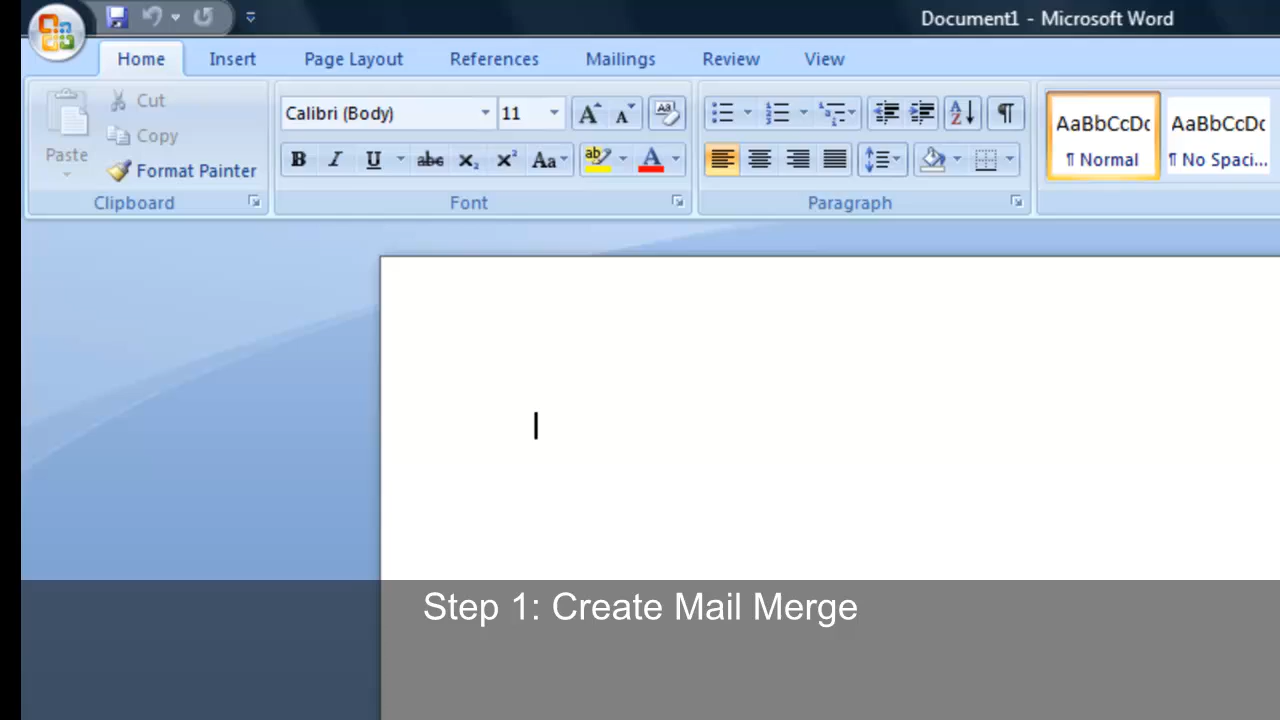 Document1 - Microsoft Word
Home Insert Page Layout References Mailings Review View
Cut
Copy
Paste
Format Painter
Clipboard
Calibri (Body) 11
Font
Paragraph
AaBbCcDc AaBbCcDc
¶ Normal ¶ No Spaci...
Step 1: Create Mail Merge